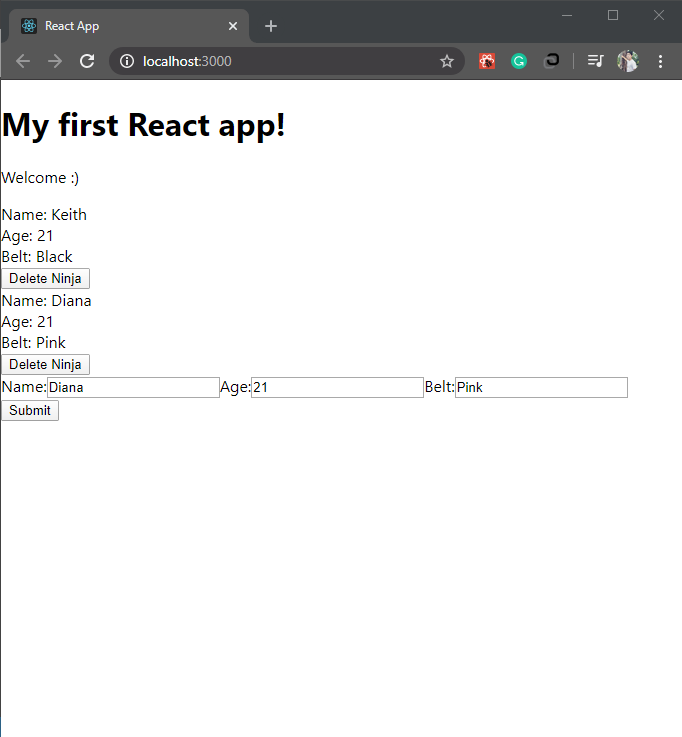 React App
localhost:3000
My first React app!
Welcome :)
Name: Keith
Age: 21
Belt: Black
Delete Ninja
Name: Diana
Age: 21
Belt: Pink
Delete Ninja
Name: Diana Age: 21 Belt: Pink
Submit